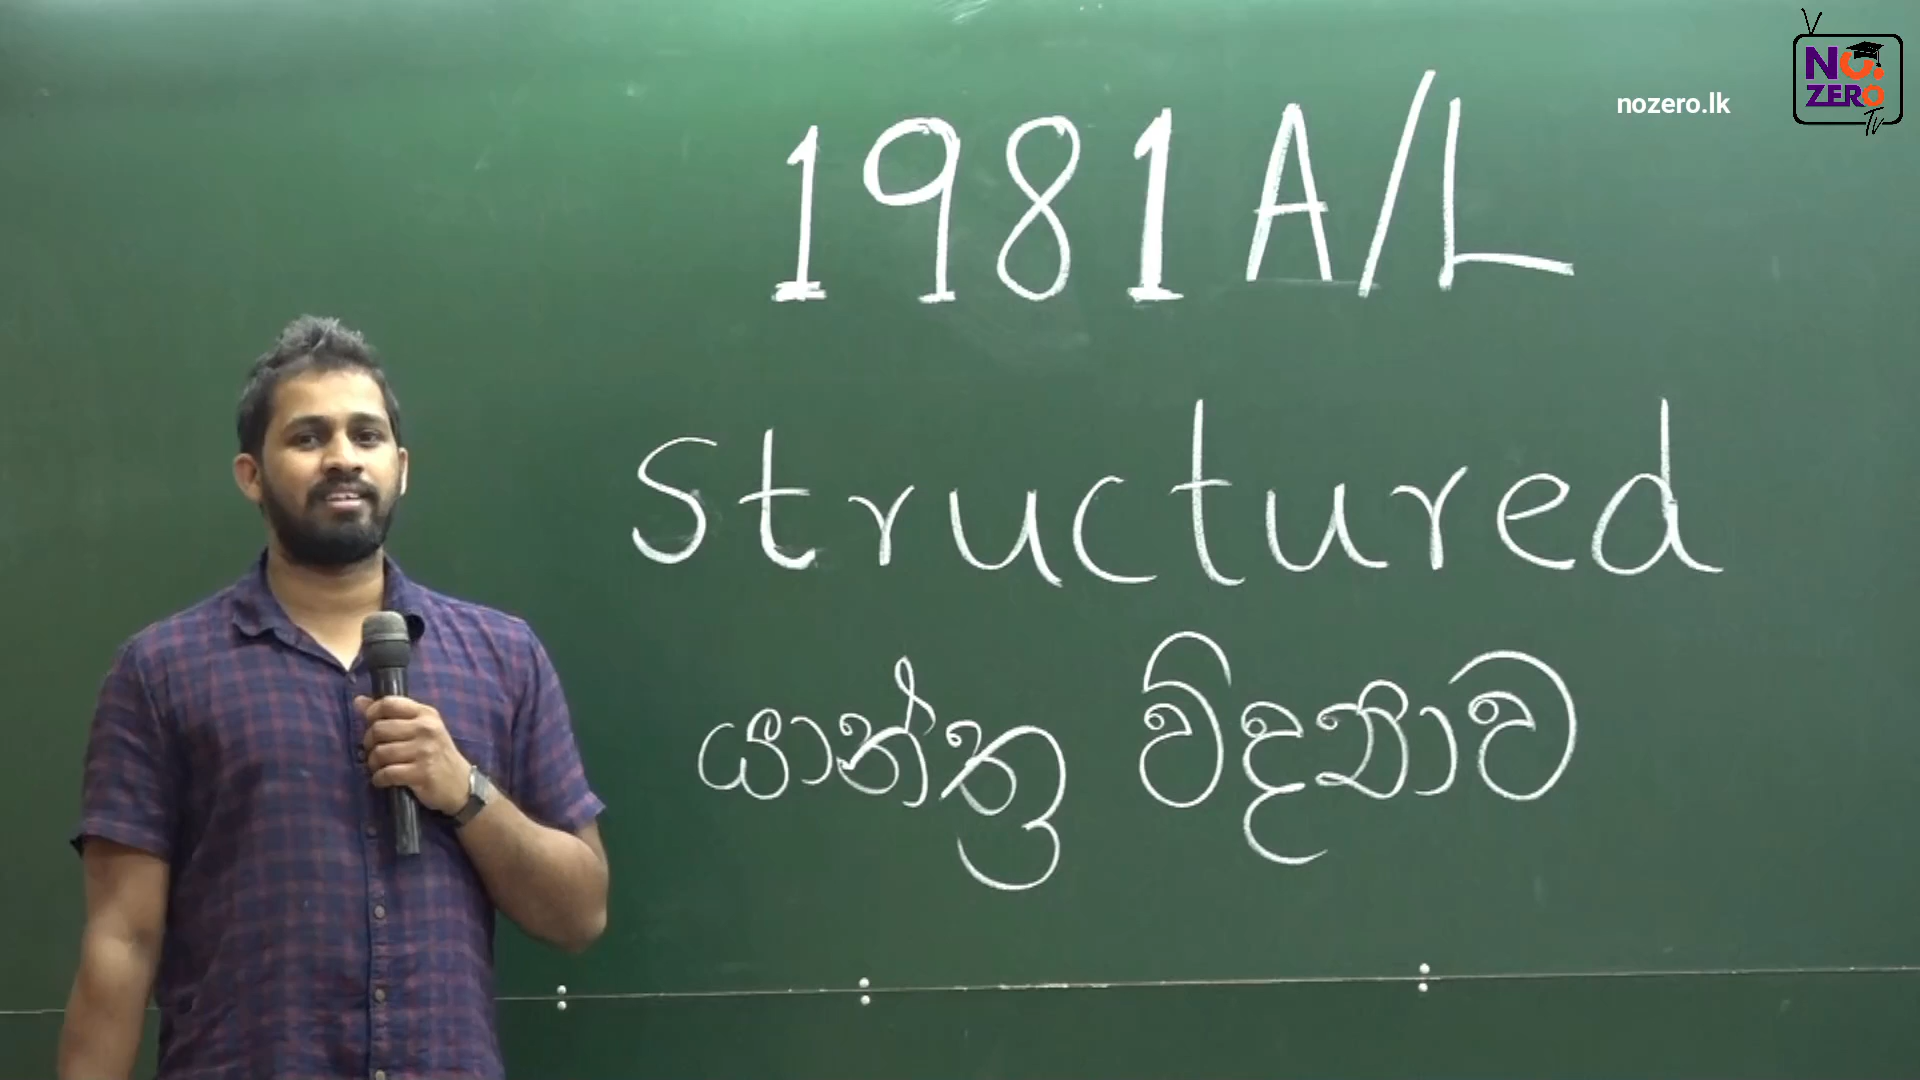 nozero.lk
NO.
ZERO
Tv
1981 A/L
Structured
යාන්ත්‍ර විද්‍යාව